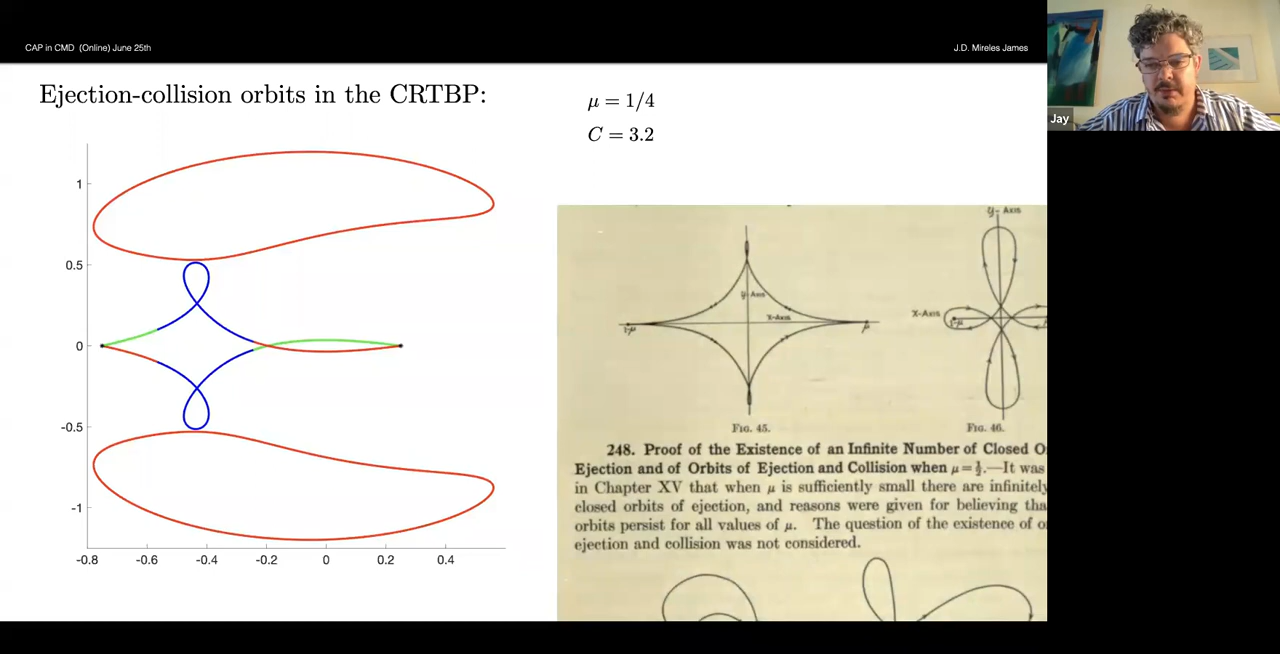 CAP in CMD (Online) June 25th
J.D. Mireles James
Ejection-collision orbits in the CRTBP:
μ = 1/4
C = 3.2
Jay
1
0.5
0
-0.5
-1
-0.8 -0.6 -0.4 -0.2 0 0.2 0.4
y-Axis
y-Axis
X-Axis
X-Axis
1-μ
μ
1-μ
FIG. 45.
FIG. 46.
248. Proof of the Existence of an Infinite Number of Closed O
Ejection and of Orbits of Ejection and Collision when μ=½.—It was
in Chapter XV that when μ is sufficiently small there are infinitely
closed orbits of ejection, and reasons were given for believing tha
orbits persist for all values of μ. The question of the existence of o
ejection and collision was not considered.